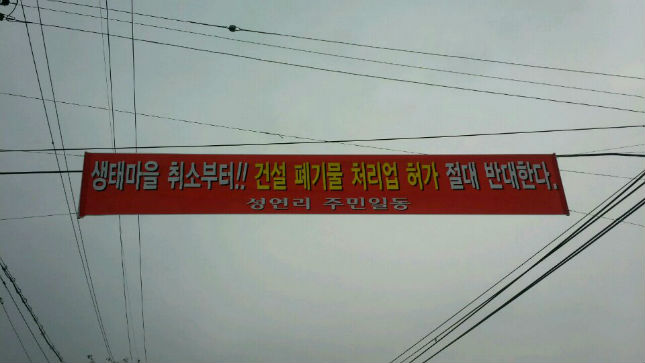 생태마을 취소부터!! 건설 폐기물 처리업 허가 절대 반대한다.
성연리 주민일동